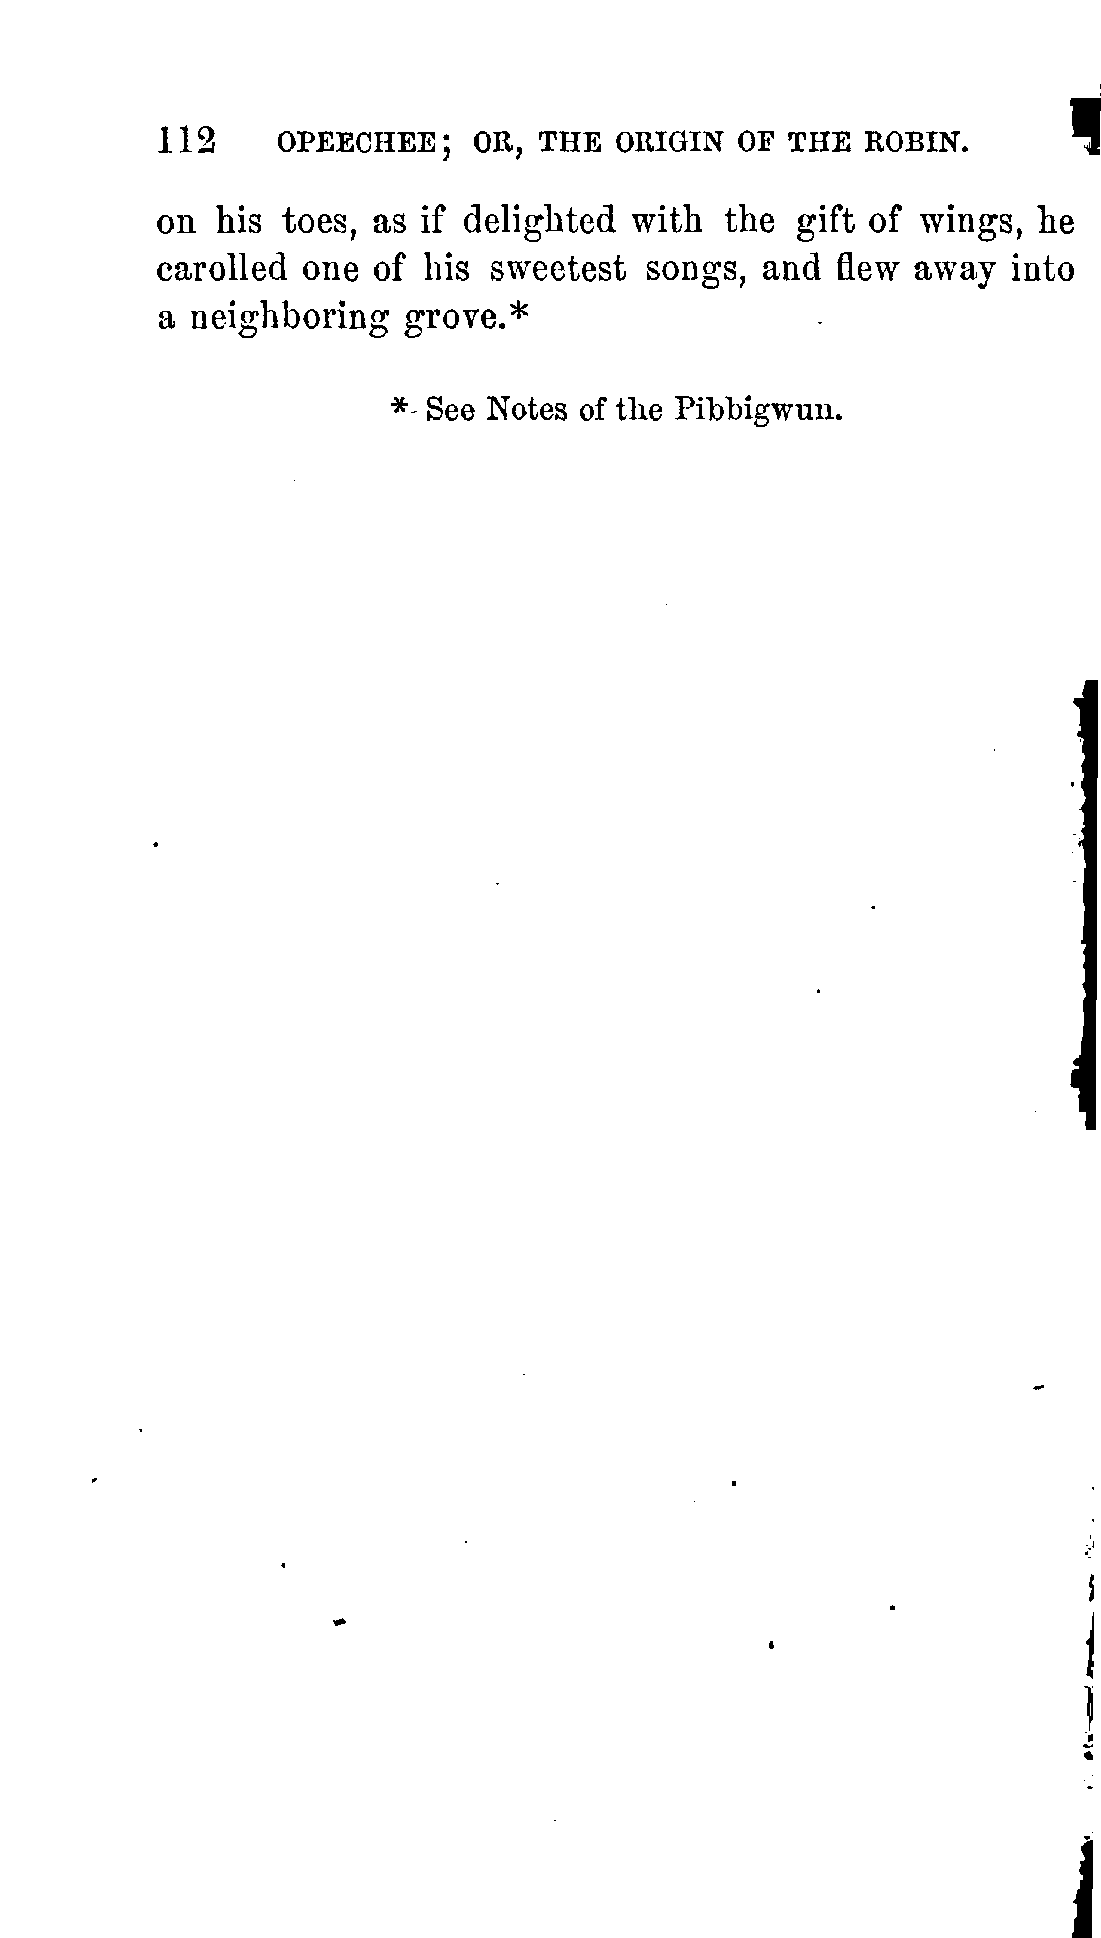 112 OPEECHEE; OR, THE ORIGIN OF THE ROBIN.
on his toes, as if delighted with the gift of wings, he
carolled one of his sweetest songs, and flew away into
a neighboring grove.*
* See Notes of the Pibbigwun.